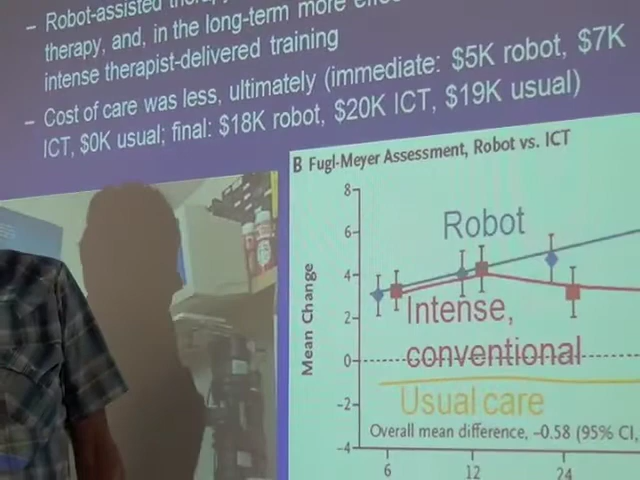 – Robot-assisted
therapy, and, in the long-term more
intense therapist-delivered training
– Cost of care was less, ultimately (immediate: $5K robot, $7K
ICT, $0K usual; final: $18K robot, $20K ICT, $19K usual)
B Fugl-Meyer Assessment, Robot vs. ICT
8
6
4
2
0
–2
–4
Mean Change
Robot
Intense,
conventional
Usual care
Overall mean difference, –0.58 (95% CI,
6 12 24